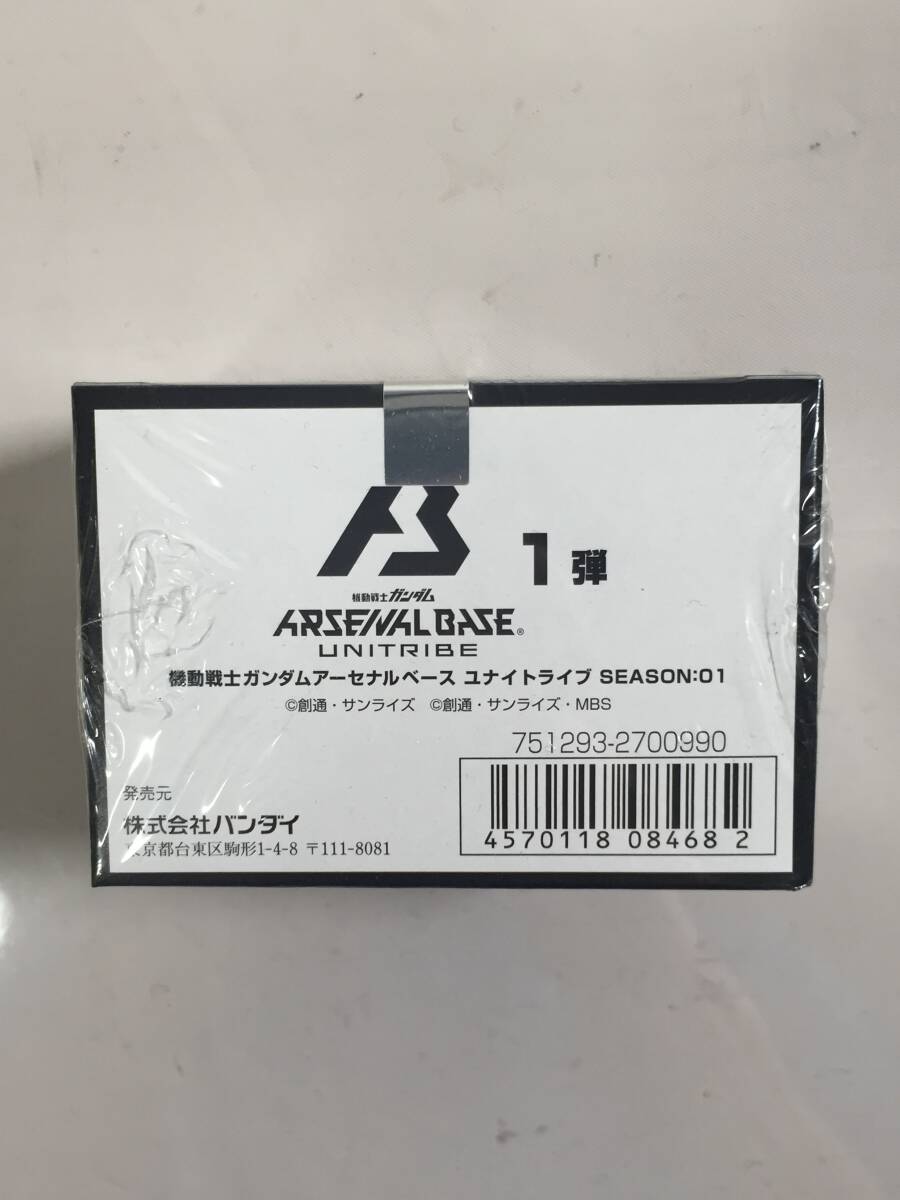 AB
1弾
機動戦士ガンダム
ARSENAL BASE®
UNITRIBE
機動戦士ガンダムアーセナルベース ユナイトライブ SEASON:01
©創通・サンライズ ©創通・サンライズ・MBS
751293-2700990
発売元
株式会社バンダイ
東京都台東区駒形1-4-8 〒111-8081
4570118 08468 2